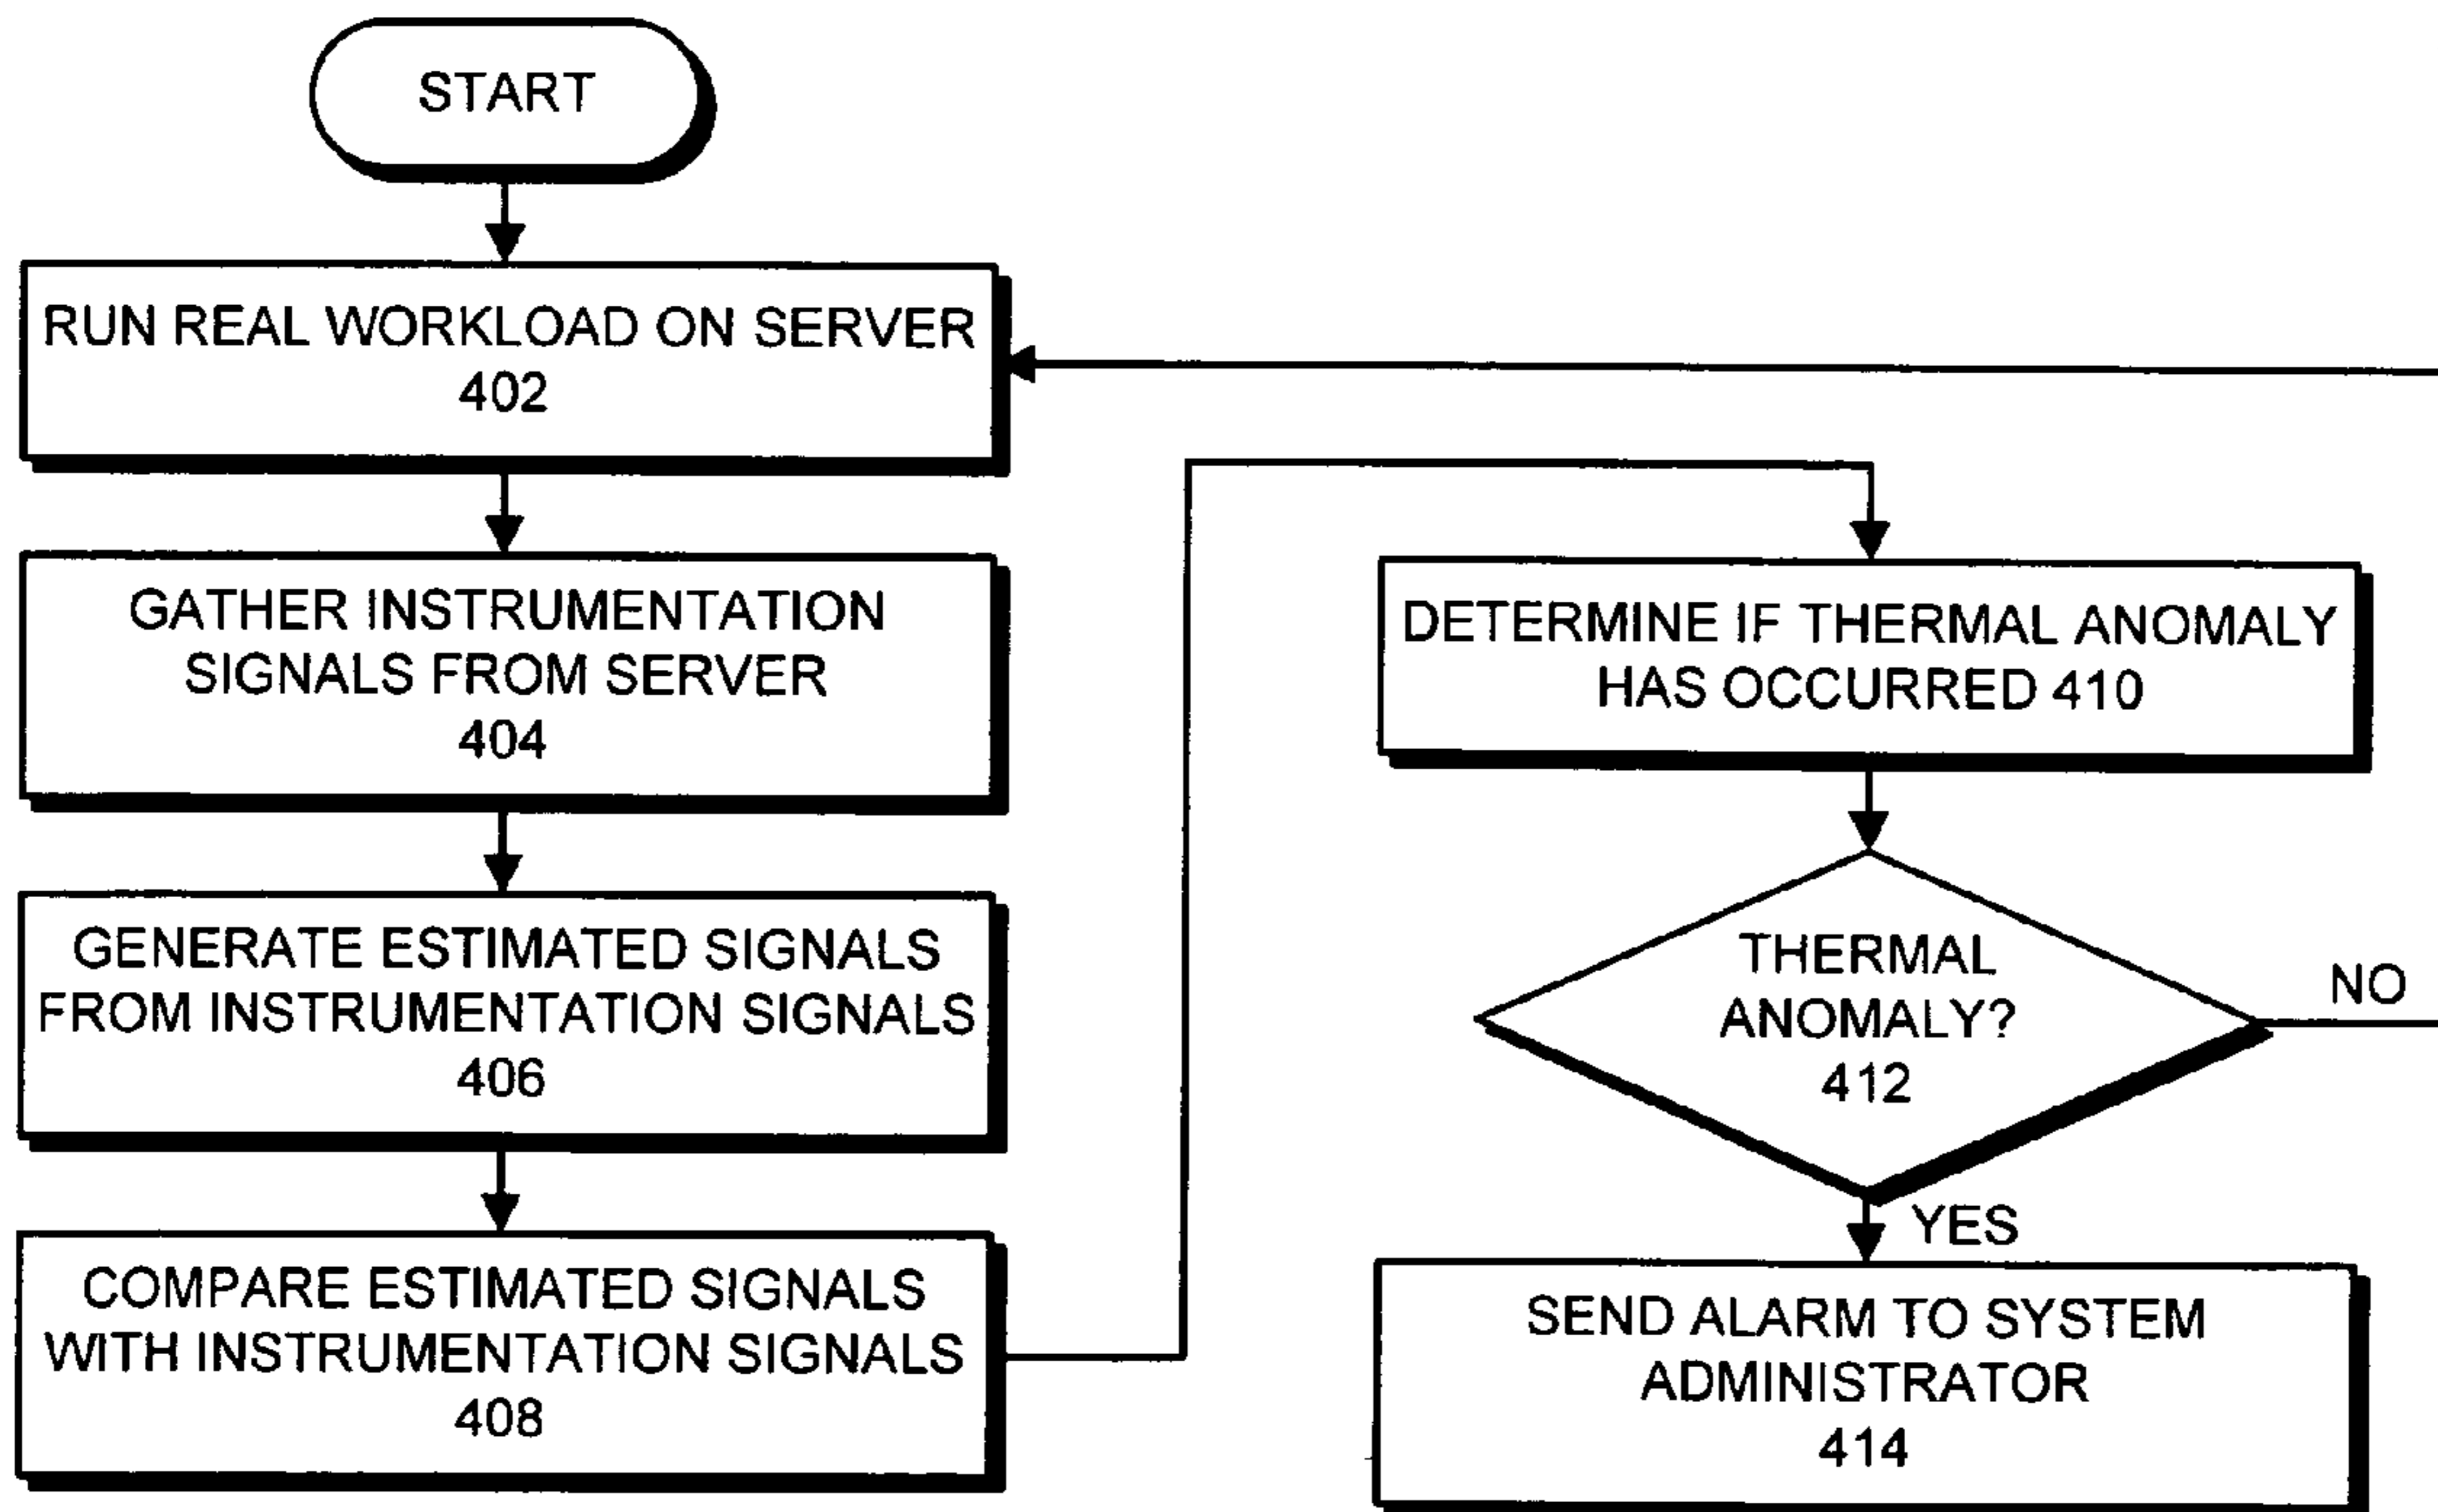 START
RUN REAL WORKLOAD ON SERVER
402
GATHER INSTRUMENTATION
SIGNALS FROM SERVER
404
GENERATE ESTIMATED SIGNALS
FROM INSTRUMENTATION SIGNALS
406
COMPARE ESTIMATED SIGNALS
WITH INSTRUMENTATION SIGNALS
408
DETERMINE IF THERMAL ANOMALY
HAS OCCURRED 410
THERMAL
ANOMALY?
412
NO
YES
SEND ALARM TO SYSTEM
ADMINISTRATOR
414